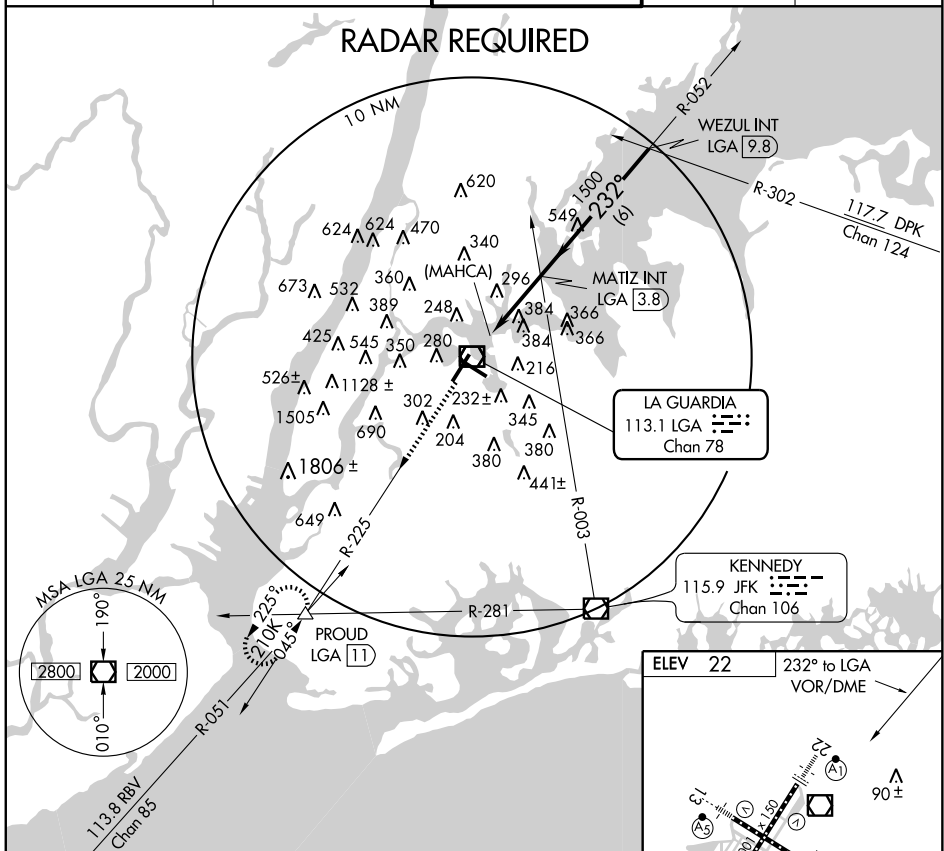 RADAR REQUIRED
10 NM
R-052
WEZUL INT
LGA 9.8
R-302
117.7 DPK
Chan 124
1500
232°
(6)
549
620
624
624
470
340
(MAHCA)
296
MATIZ INT
LGA 3.8
673
532
360
389
248
384
384
366
366
425
545
350
280
216
526±
1128 ±
1505
690
302
232±
204
345
380
380
441±
1806 ±
649
LA GUARDIA
113.1 LGA
Chan 78
R-003
R-225
KENNEDY
115.9 JFK
Chan 106
R-281
PROUD
LGA 11
225°
210K
045°
MSA LGA 25 NM
190°
2800
2000
010°
R-051
113.8 RBV
Chan 85
ELEV 22
232° to LGA
VOR/DME
22
A1
90 ±
13
A5
V
V
x 150